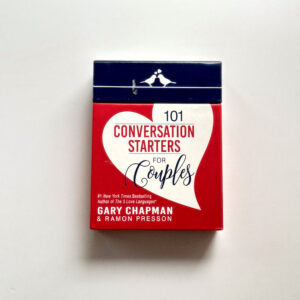 101
CONVERSATION
STARTERS
FOR
Couples
#1 New York Times Bestselling
Author of The 5 Love Languages®
GARY CHAPMAN
& RAMON PRESSON